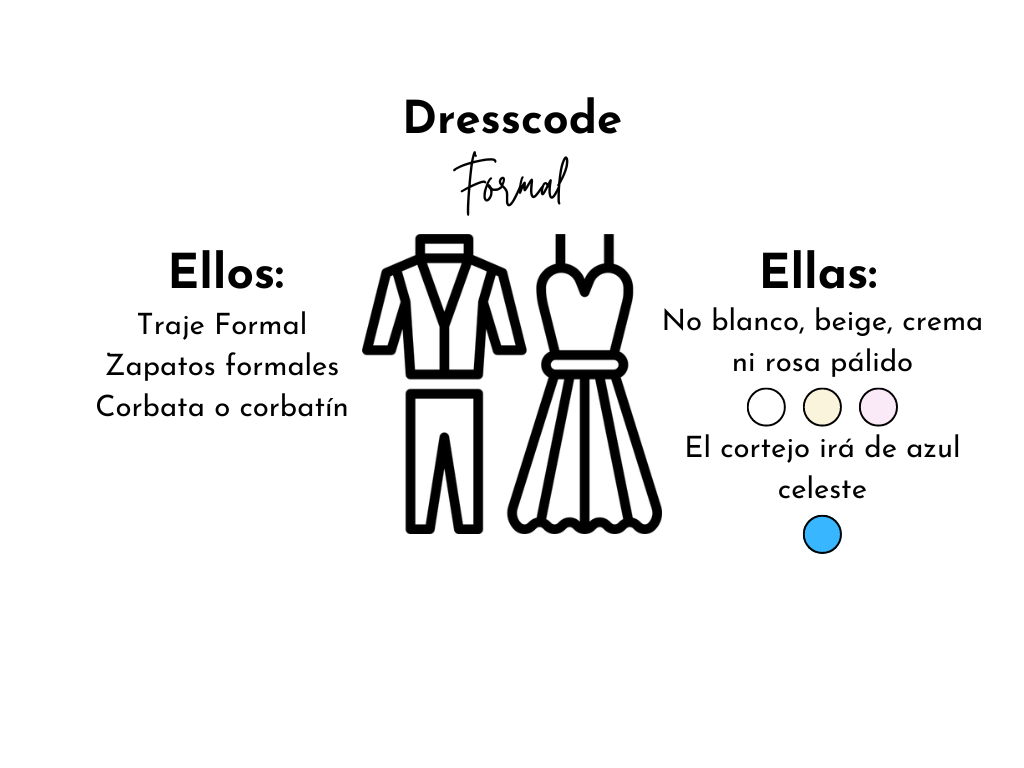 Dresscode
Formal
Ellos:
Traje Formal
Zapatos formales
Corbata o corbatín
Ellas:
No blanco, beige, crema
ni rosa pálido
El cortejo irá de azul
celeste